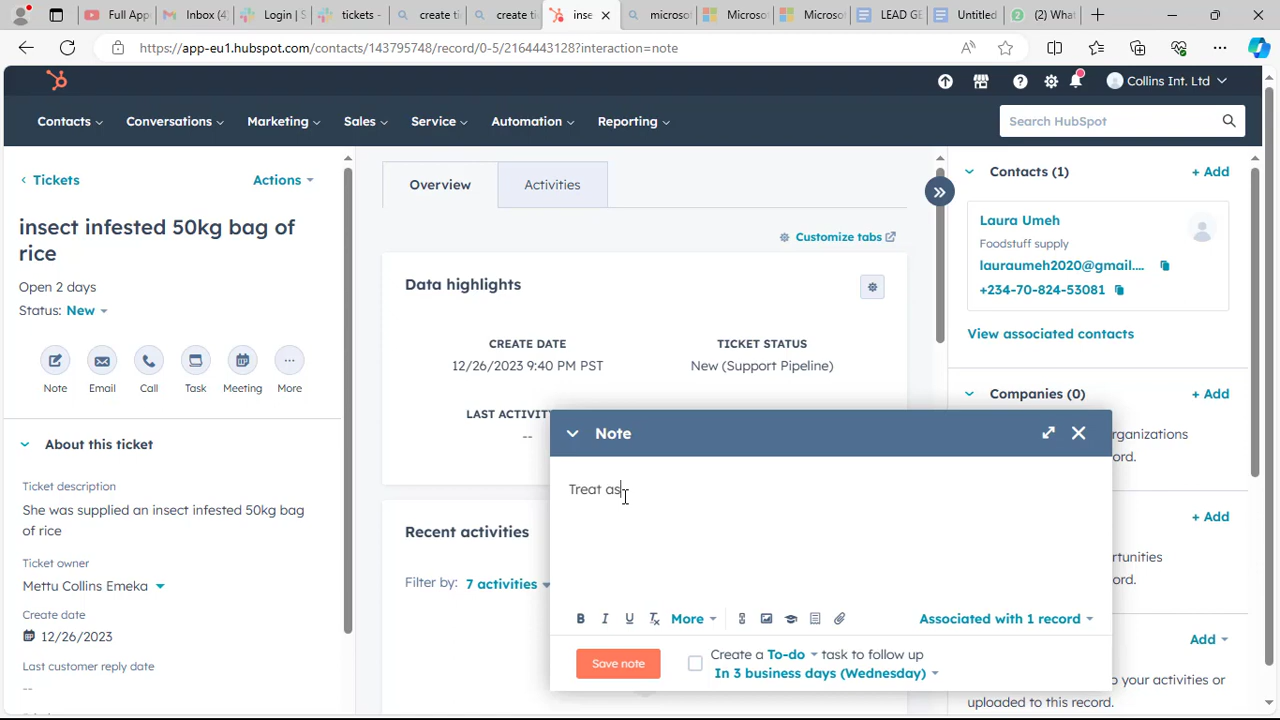 Full App
Inbox (4
Login | S
tickets -
create ti
create ti
inse
microso
Microso
Microso
LEAD GE
Untitled
(2) What
https://app-eu1.hubspot.com/contacts/143795748/record/0-5/2164443128?interaction=note
Collins Int. Ltd
Contacts
Conversations
Marketing
Sales
Service
Automation
Reporting
Search HubSpot
Tickets
Actions
insect infested 50kg bag of
rice
Open 2 days
Status: New
Note
Email
Call
Task
Meeting
More
About this ticket
Ticket description
She was supplied an insect infested 50kg bag
of rice
Ticket owner
Mettu Collins Emeka
Create date
12/26/2023
Last customer reply date
--
Overview
Activities
Customize tabs
Data highlights
CREATE DATE
12/26/2023 9:40 PM PST
TICKET STATUS
New (Support Pipeline)
LAST ACTIVIT
--
Recent activities
Filter by: 7 activities
Note
Treat as
B I U Tx More
Associated with 1 record
Save note
Create a To-do task to follow up
In 3 business days (Wednesday)
Contacts (1)
+ Add
Laura Umeh
Foodstuff supply
lauraumeh2020@gmail....
+234-70-824-53081
View associated contacts
Companies (0)
+ Add
rganizations
ord.
+ Add
rtunities
ord.
Add
o your activities or
uploaded to this record.